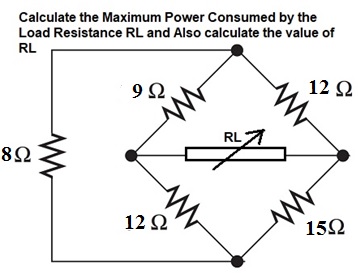 Calculate the Maximum Power Consumed by the
Load Resistance RL and Also calculate the value of
RL
9 Ω
12 Ω
RL
8Ω
12 Ω
15Ω